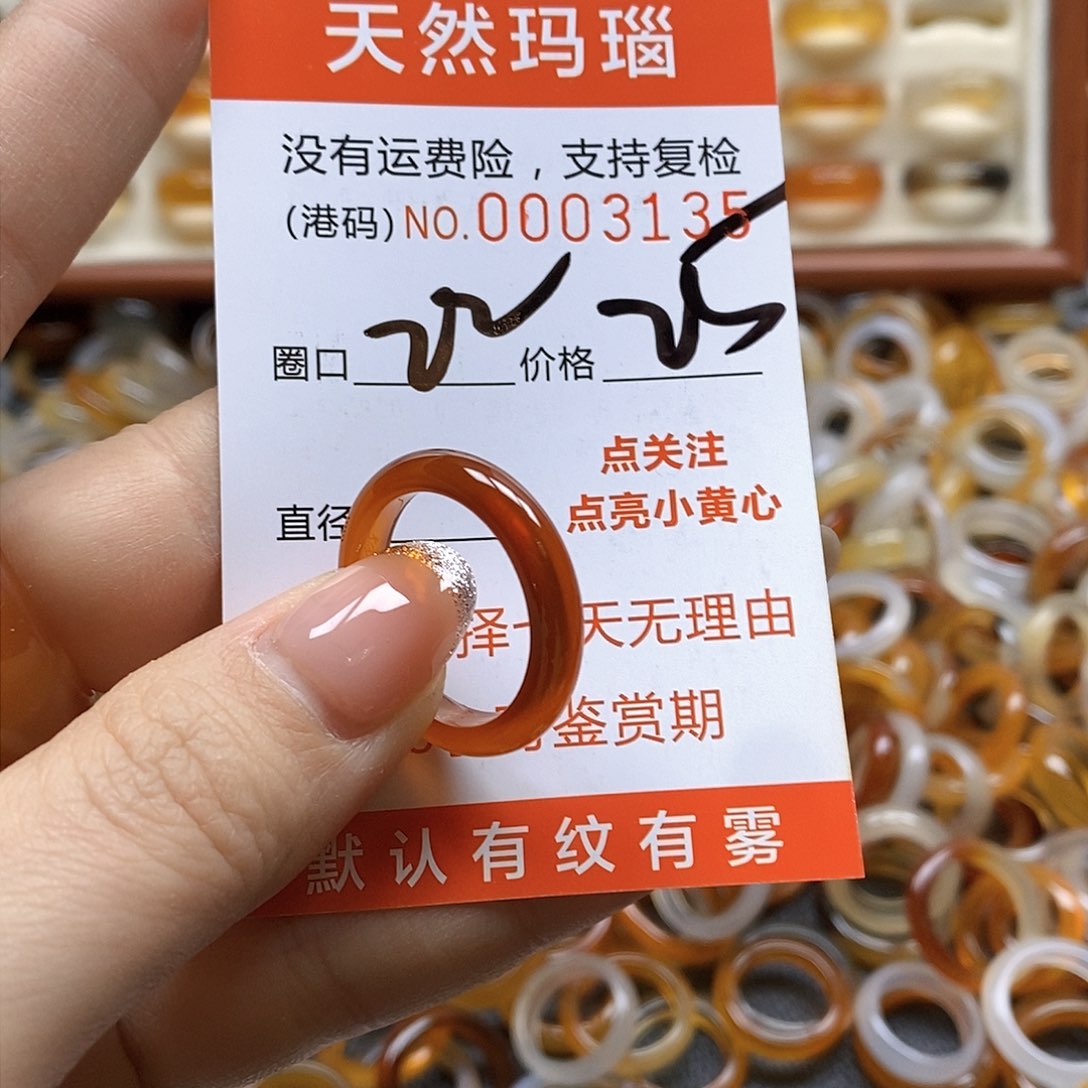 天然玛瑙
没有运费险，支持复检
(港码) NO.0003135
圈口 22 价格 25
点关注
点亮小黄心
直径
择 天无理由
鉴赏期
默认有纹有雾